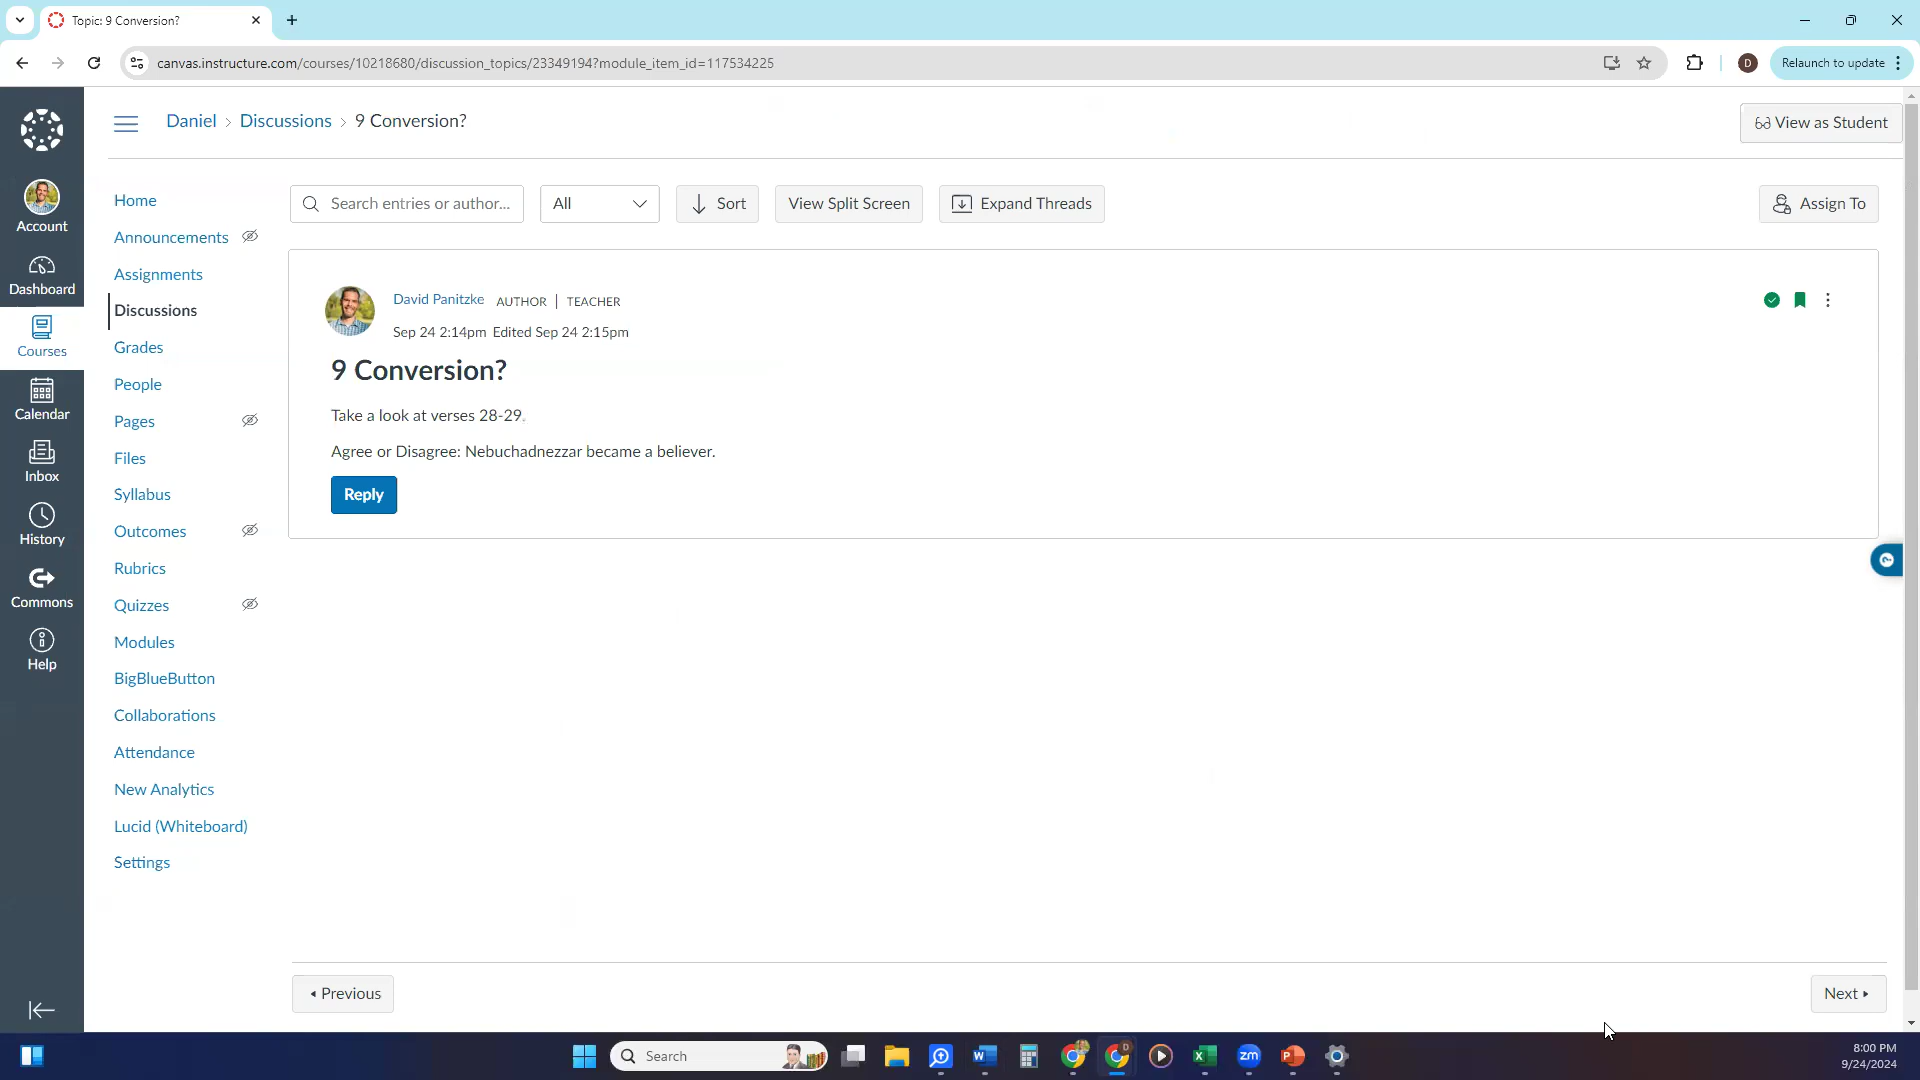 Topic: 9 Conversion?
canvas.instructure.com/courses/10218680/discussion_topics/23349194?module_item_id=117534225
D
Relaunch to update
Account
Dashboard
Courses
Calendar
Inbox
History
Commons
Help
Daniel › Discussions › 9 Conversion?
View as Student
Home
Announcements
Assignments
Discussions
Grades
People
Pages
Files
Syllabus
Outcomes
Rubrics
Quizzes
Modules
BigBlueButton
Collaborations
Attendance
New Analytics
Lucid (Whiteboard)
Settings
Search entries or author...
All
Sort
View Split Screen
Expand Threads
Assign To
David Panitzke AUTHOR | TEACHER
Sep 24 2:14pm Edited Sep 24 2:15pm
9 Conversion?
Take a look at verses 28-29.
Agree or Disagree: Nebuchadnezzar became a believer.
Reply
Previous
Next
Search
W
D
X
zm
P
8:00 PM
9/24/2024